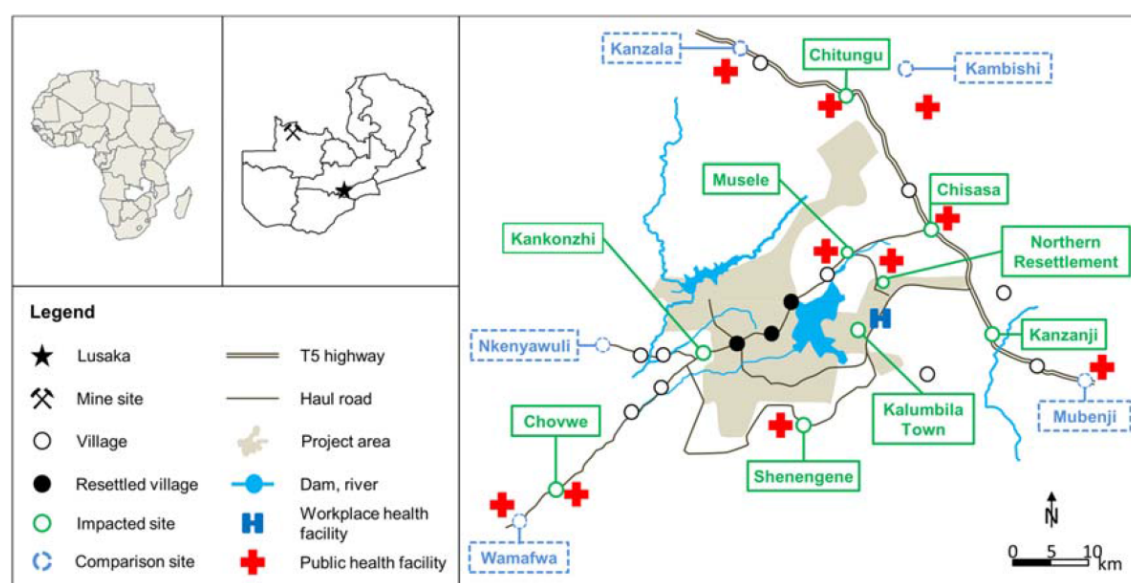 Legend
Lusaka
Mine site
Village
Resettled village
Impacted site
Comparison site
T5 highway
Haul road
Project area
Dam, river
Workplace health
facility
Public health facility
Kanzala
Chitungu
Kambishi
Musele
Chisasa
Kankonzhi
Northern
Resettlement
H
Nkenyawuli
Kanzanji
Chovwe
Kalumbila
Town
Mubenji
Shenengene
Wamafwa
N
0 5 10
km
H